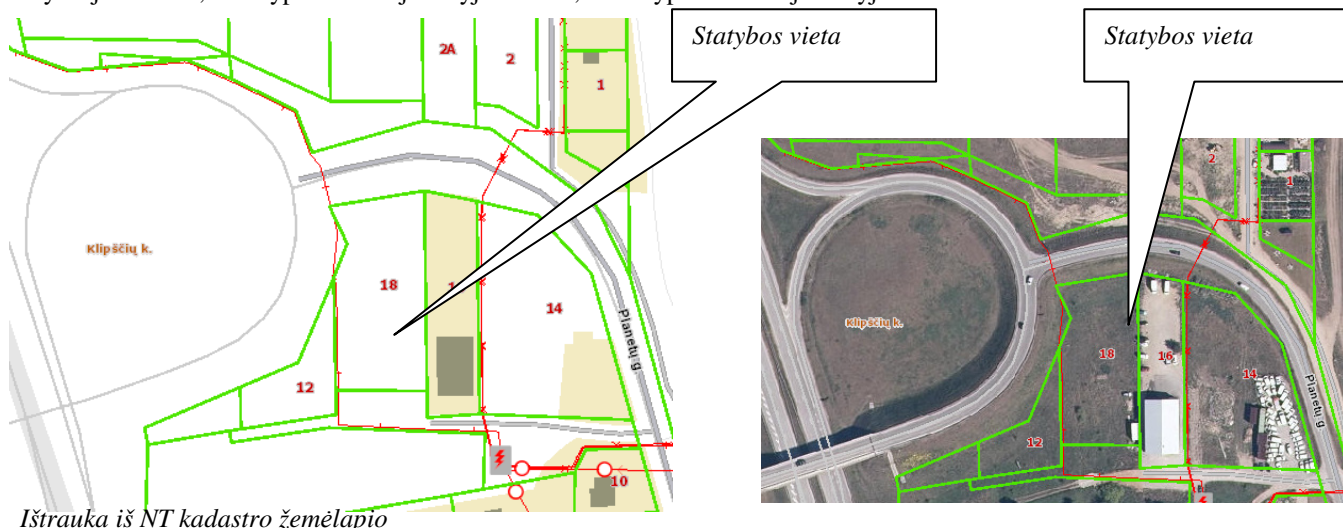 Statybos vieta
Statybos vieta
2A
2
1
Klipščių k.
18
1
14
Planetų g
12
10
2
1
Klipščių k.
18
16
14
Planetų g
12
Ištrauka iš NT kadastro žemėlapio